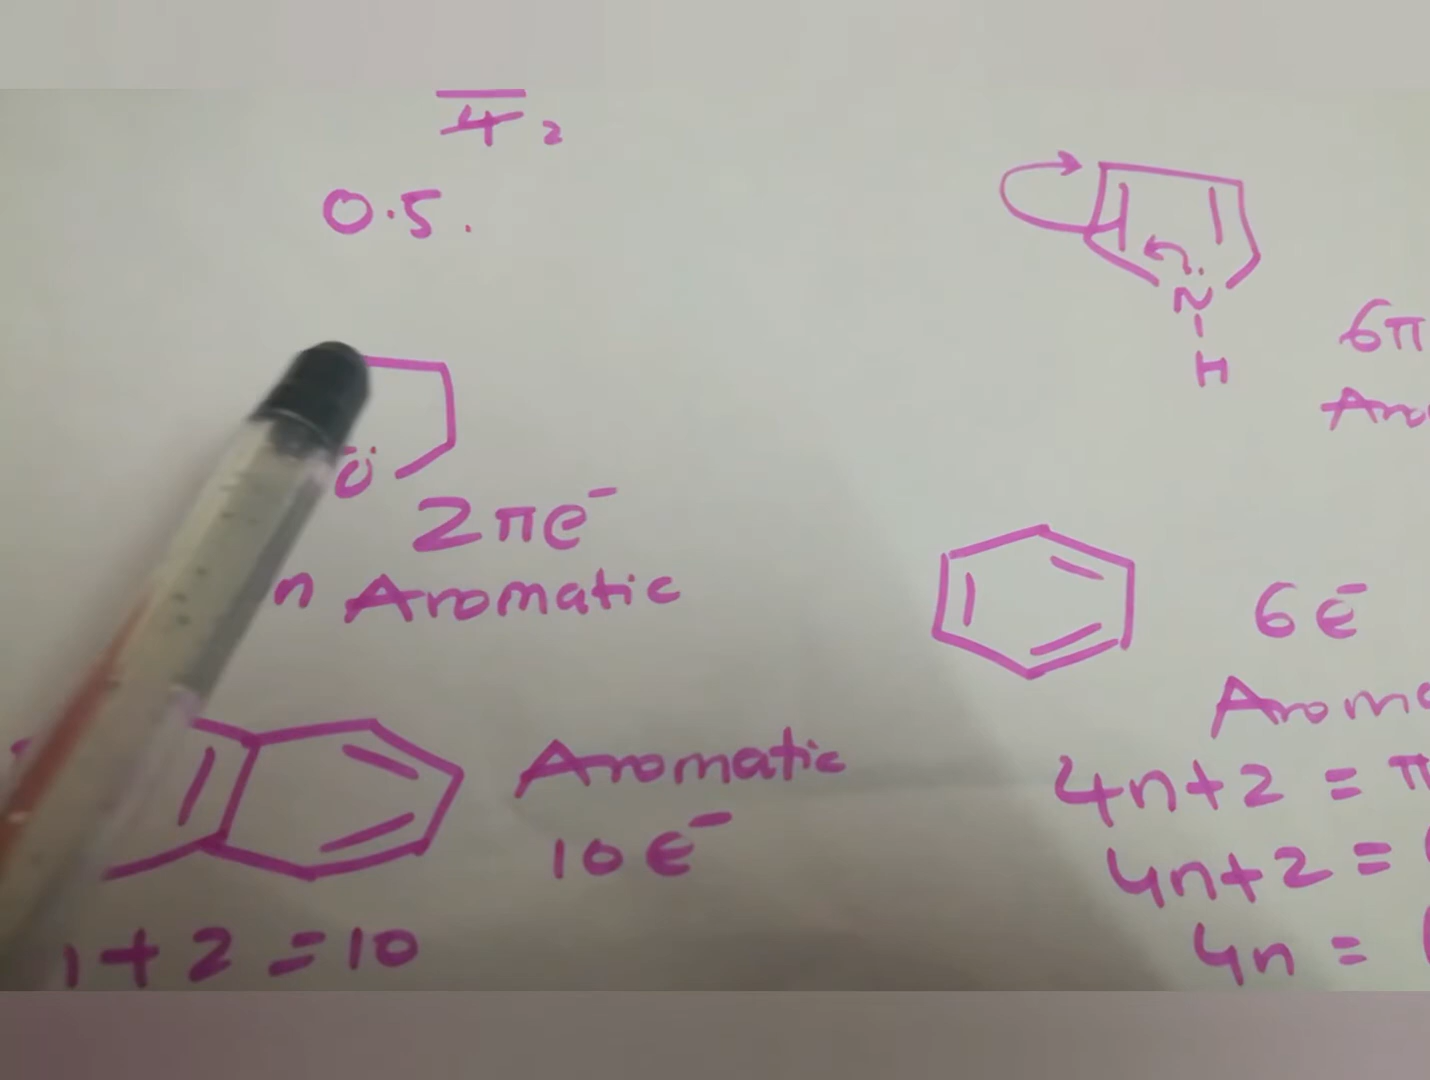 4 2
0.5.
N
H
6π
Ö
2πe⁻
n Aromatic
6e⁻
Aromatic
10e⁻
4n+2 = π
4n+2 =
4n =
1+2=10